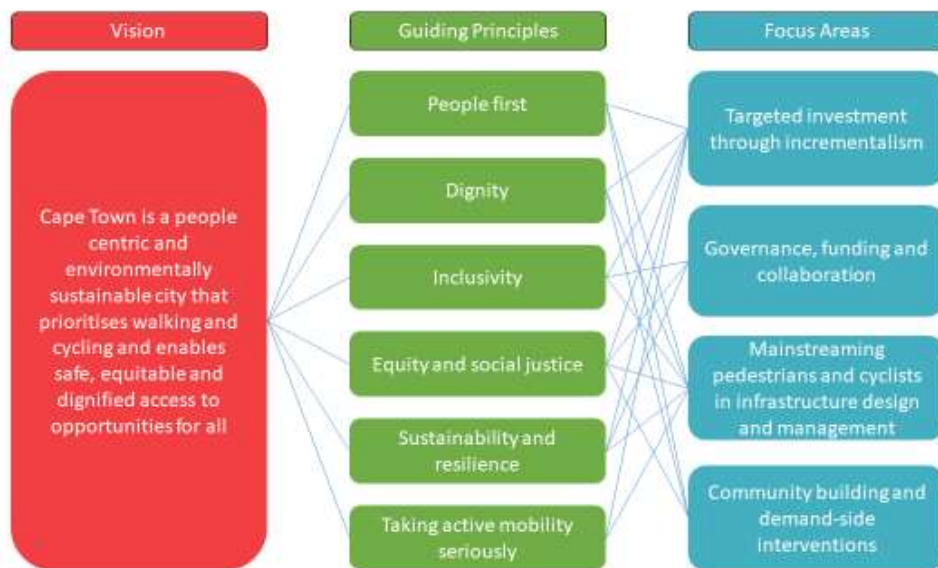 Vision
Guiding Principles
Focus Areas
Cape Town is a people
centric and
environmentally
sustainable city that
prioritises walking and
cycling and enables
safe, equitable and
dignified access to
opportunities for all
People first
Dignity
Inclusivity
Equity and social justice
Sustainability and
resilience
Taking active mobility
seriously
Targeted investment
through incrementalism
Governance, funding and
collaboration
Mainstreaming
pedestrians and cyclists
in infrastructure design
and management
Community building and
demand-side
interventions